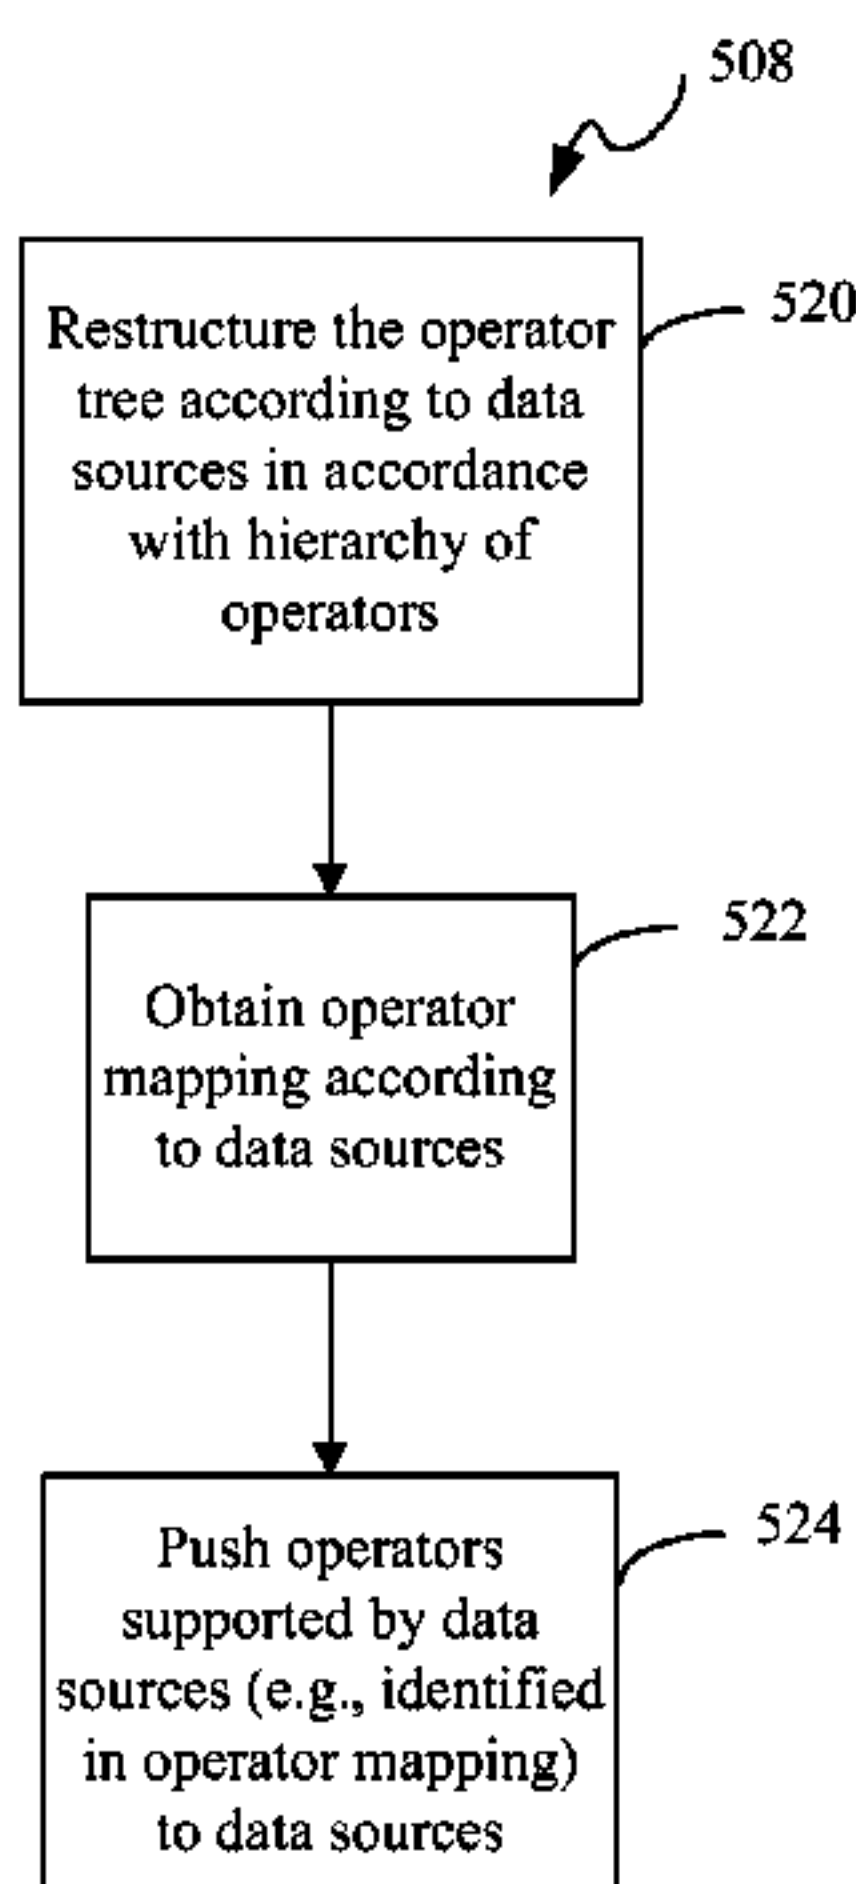 508
520
Restructure the operator
tree according to data
sources in accordance
with hierarchy of
operators
522
Obtain operator
mapping according
to data sources
524
Push operators
supported by data
sources (e.g., identified
in operator mapping)
to data sources